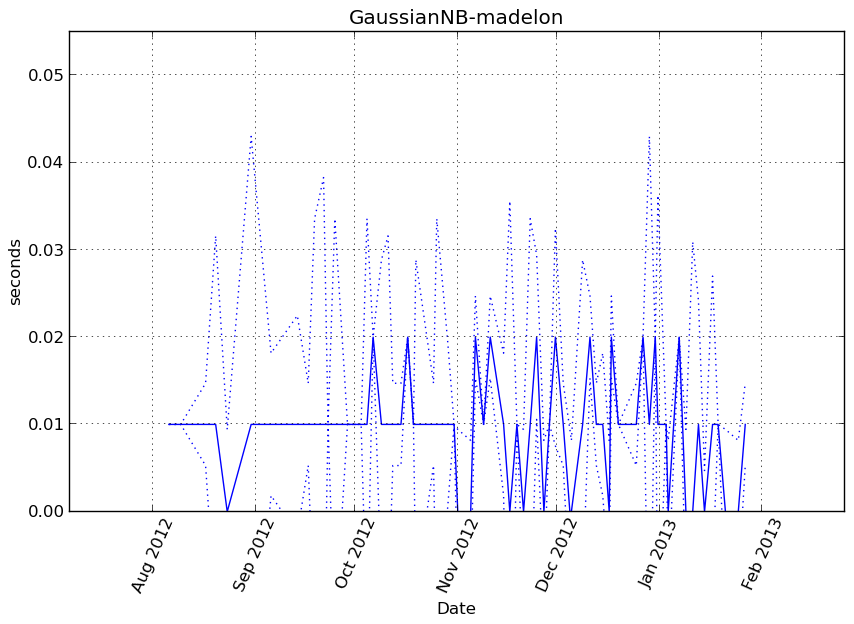 GaussianNB-madelon
0.05
0.04
0.03
0.02
0.01
0.00
seconds
Aug 2012
Sep 2012
Oct 2012
Nov 2012
Dec 2012
Jan 2013
Feb 2013
Date